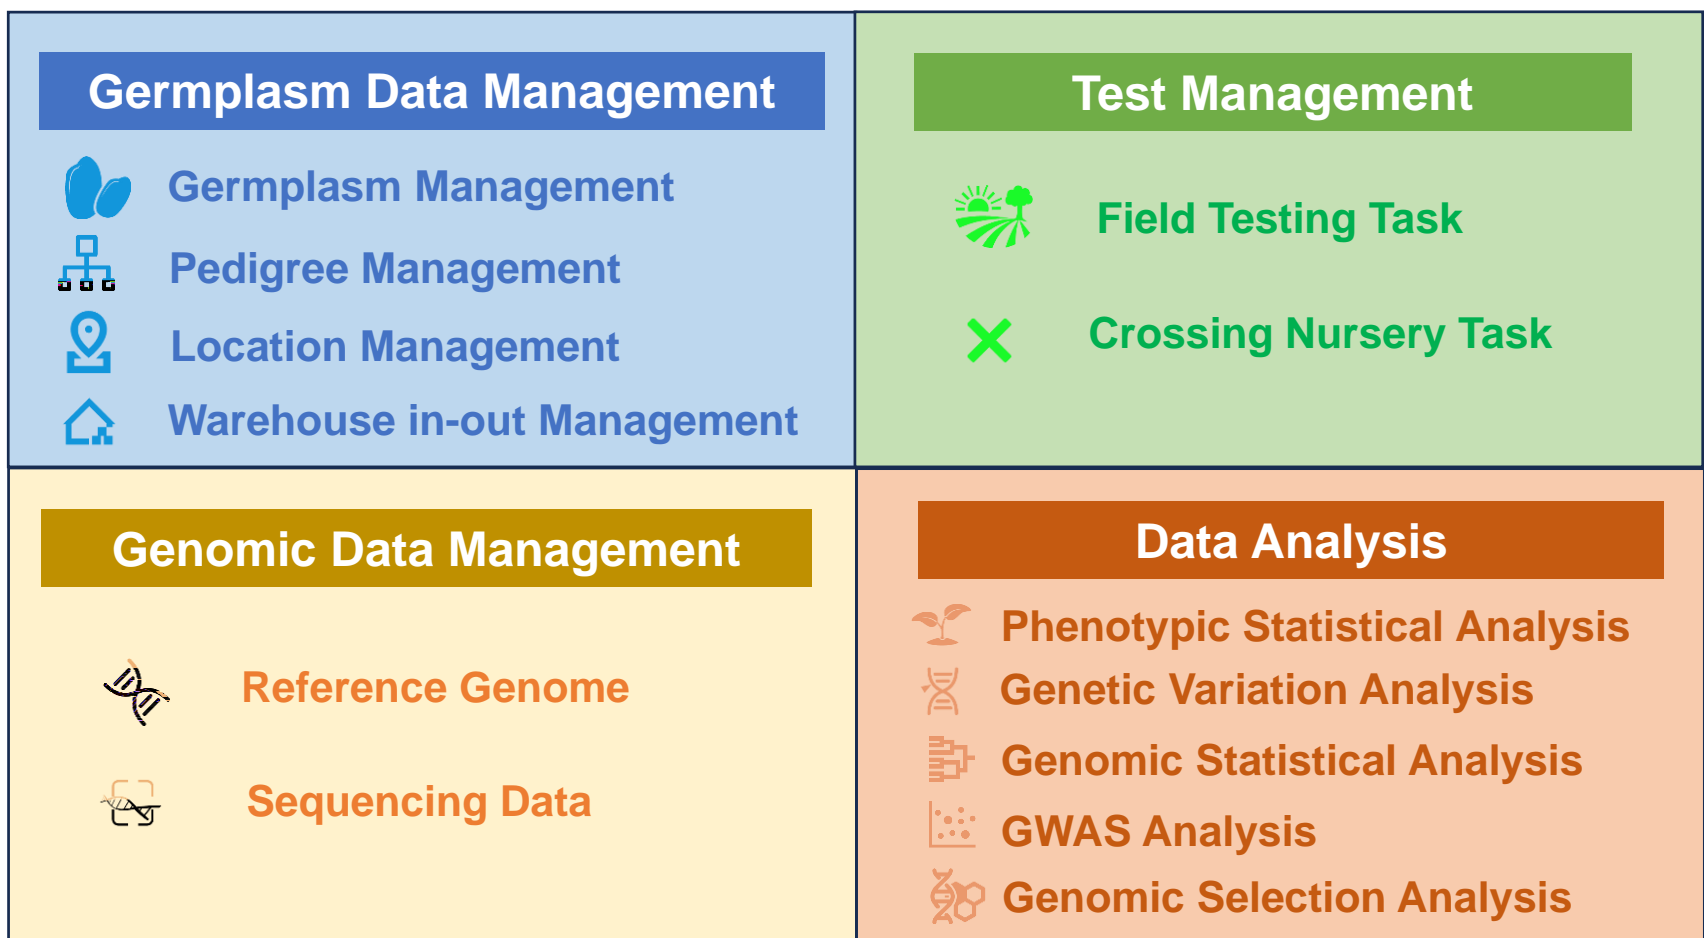 Germplasm Data Management
Germplasm Management
Pedigree Management
Location Management
Warehouse in-out Management
Test Management
Field Testing Task
Crossing Nursery Task
Genomic Data Management
Reference Genome
Sequencing Data
Data Analysis
Phenotypic Statistical Analysis
Genetic Variation Analysis
Genomic Statistical Analysis
GWAS Analysis
Genomic Selection Analysis